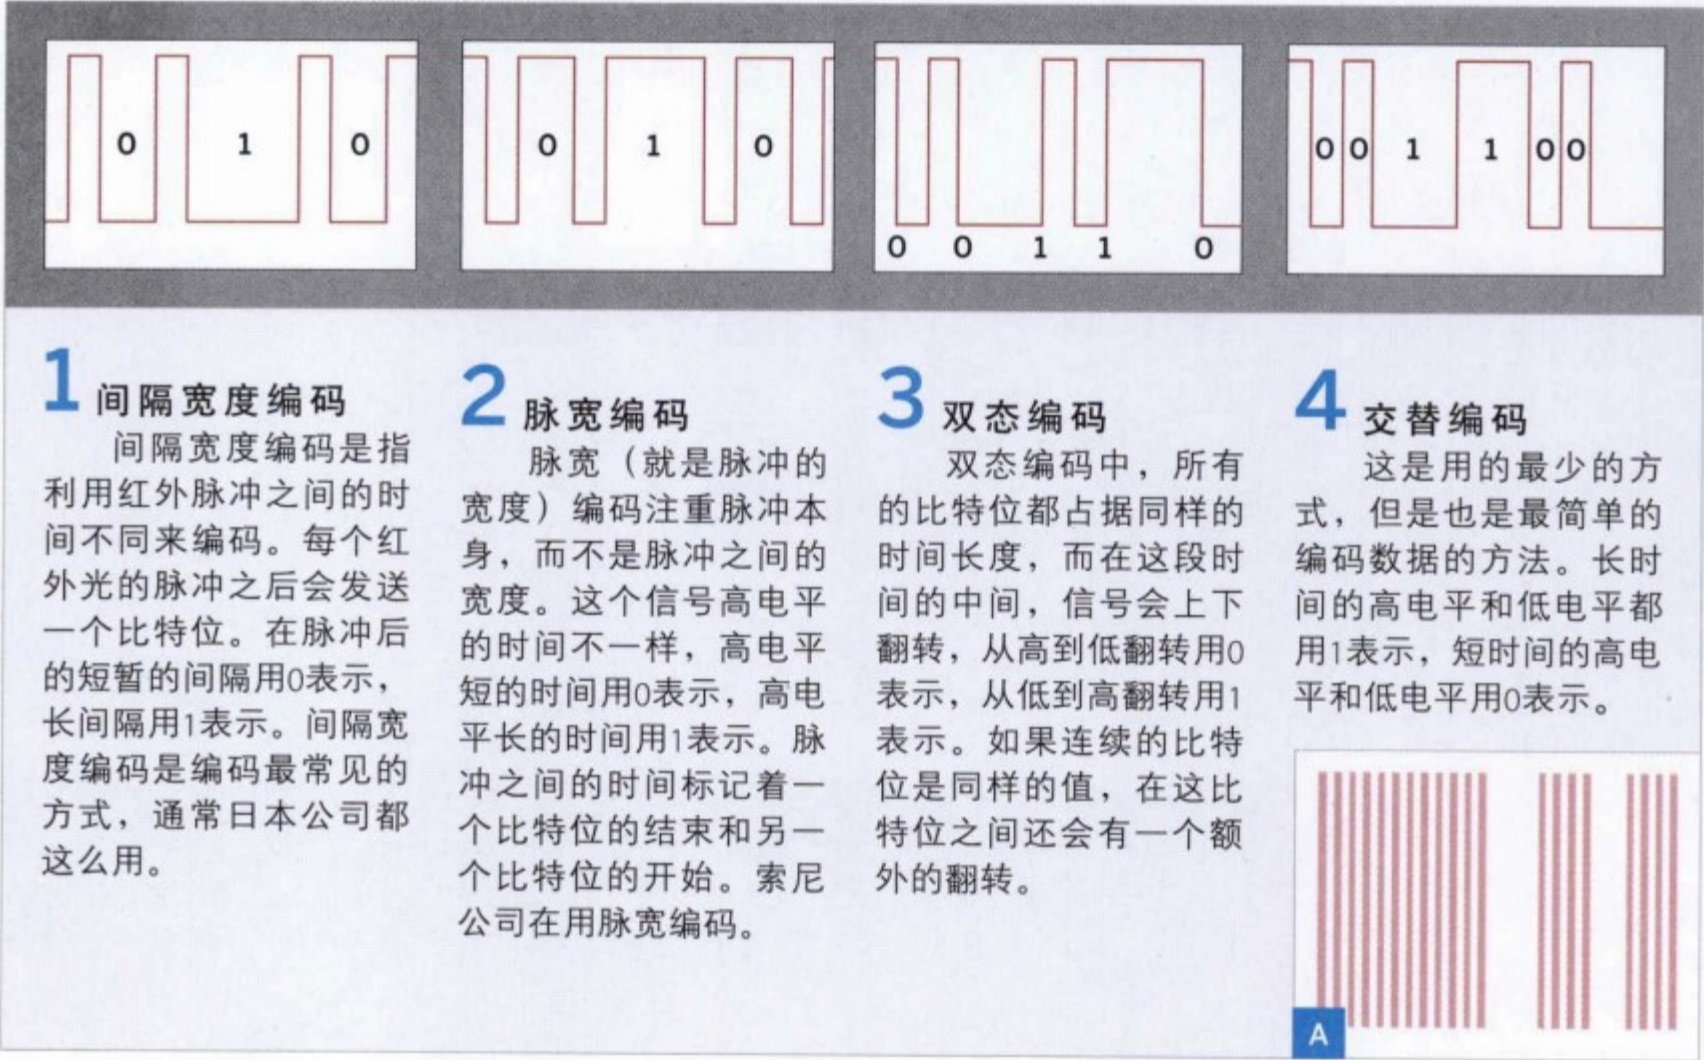 0 1 0
0 1 0
0 0 1 1 0
0 0 1 1 0 0
1 间隔宽度编码
间隔宽度编码是指
利用红外脉冲之间的时
间不同来编码。每个红
外光的脉冲之后会发送
一个比特位。在脉冲后
的短暂的间隔用0表示，
长间隔用1表示。间隔宽
度编码是编码最常见的
方式，通常日本公司都
这么用。
2 脉宽编码
脉宽（就是脉冲的
宽度）编码注重脉冲本
身，而不是脉冲之间的
宽度。这个信号高电平
的时间不一样，高电平
短的时间用0表示，高电
平长的时间用1表示。脉
冲之间的时间标记着一
个比特位的结束和另一
个比特位的开始。索尼
公司在用脉宽编码。
3 双态编码
双态编码中，所有
的比特位都占据同样的
时间长度，而在这段时
间的中间，信号会上下
翻转，从高到低翻转用0
表示，从低到高翻转用1
表示。如果连续的比特
位是同样的值，在这比
特位之间还会有一个额
外的翻转。
4 交替编码
这是用的最少的方
式，但是也是最简单的
编码数据的方法。长时
间的高电平和低电平都
用1表示，短时间的高电
平和低电平用0表示。
A